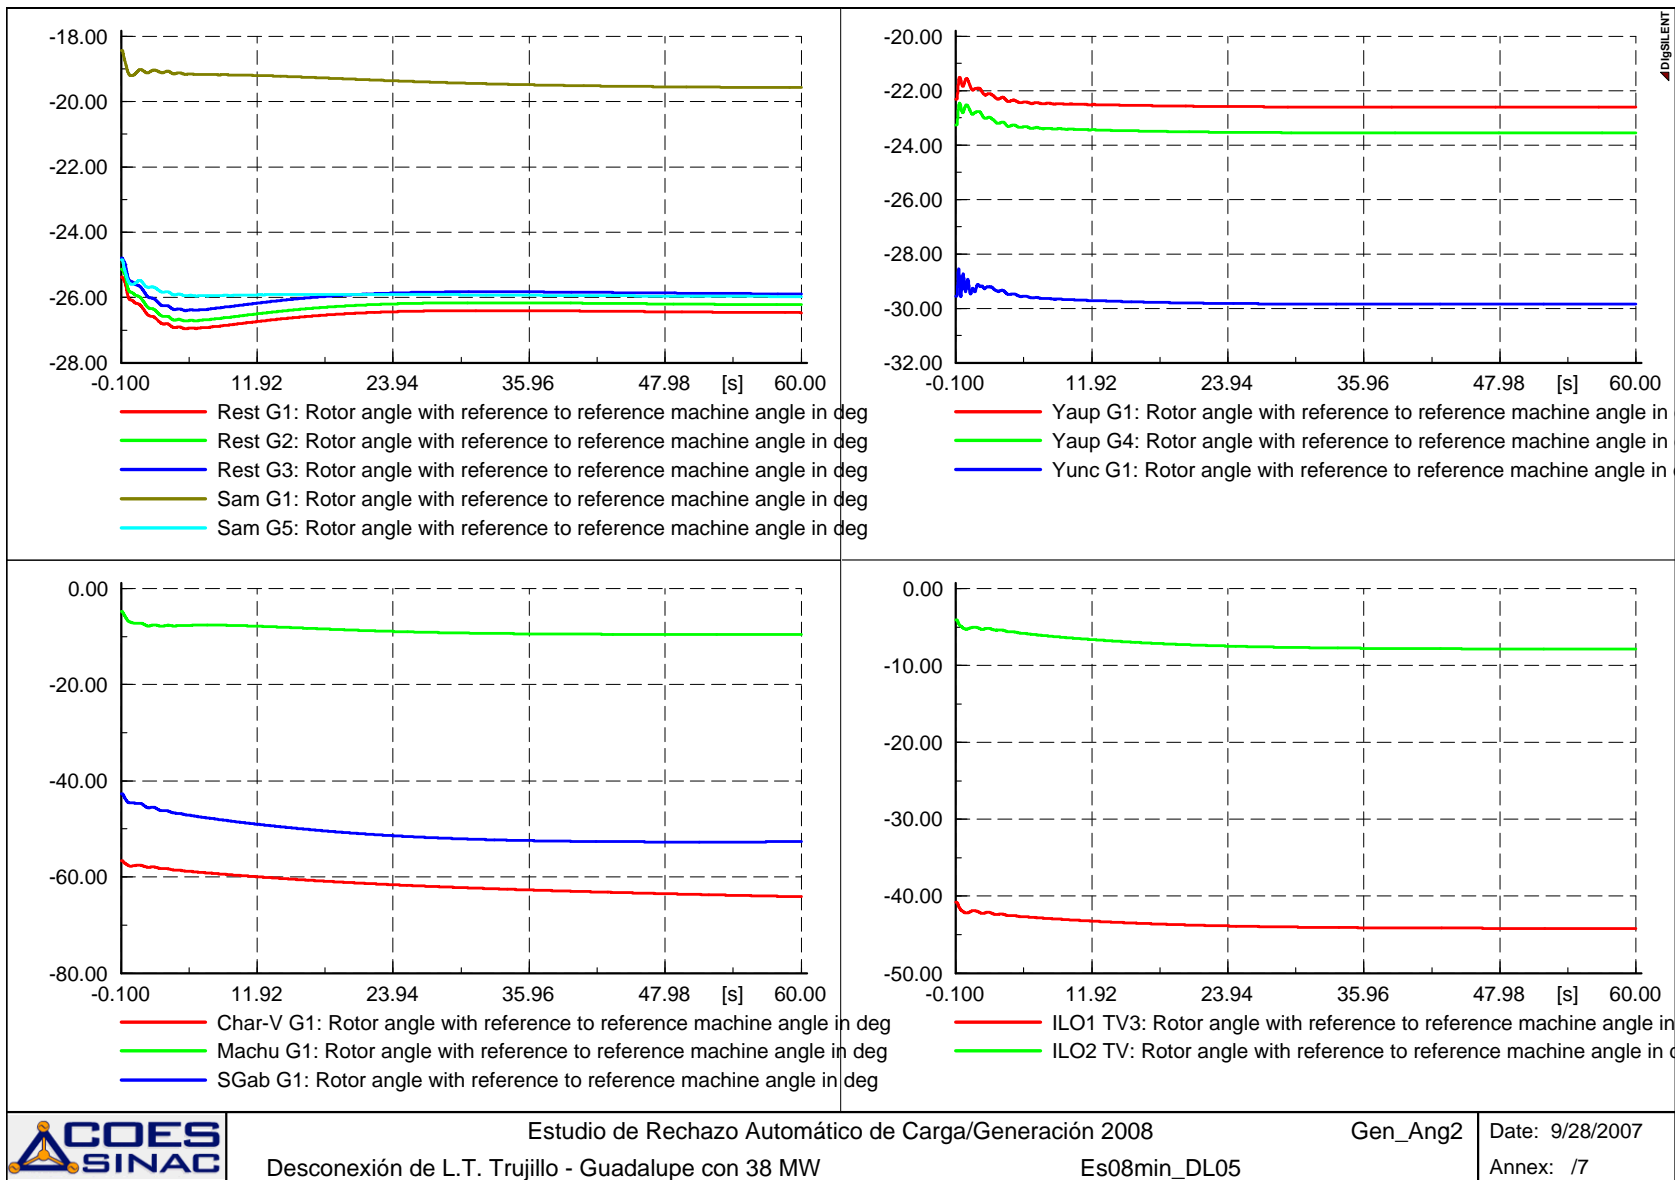 -18.00
-20.00
-22.00
-24.00
-26.00
-28.00
-0.100 11.92 23.94 35.96 47.98 [s] 60.00
Rest G1: Rotor angle with reference to reference machine angle in deg
Rest G2: Rotor angle with reference to reference machine angle in deg
Rest G3: Rotor angle with reference to reference machine angle in deg
Sam G1: Rotor angle with reference to reference machine angle in deg
Sam G5: Rotor angle with reference to reference machine angle in deg
-20.00
-22.00
-24.00
-26.00
-28.00
-30.00
-32.00
-0.100 11.92 23.94 35.96 47.98 [s] 60.00
Yaup G1: Rotor angle with reference to reference machine angle in
Yaup G4: Rotor angle with reference to reference machine angle in
Yunc G1: Rotor angle with reference to reference machine angle in
DIgSILENT
0.00
-20.00
-40.00
-60.00
-80.00
-0.100 11.92 23.94 35.96 47.98 [s] 60.00
Char-V G1: Rotor angle with reference to reference machine angle in deg
Machu G1: Rotor angle with reference to reference machine angle in deg
SGab G1: Rotor angle with reference to reference machine angle in deg
0.00
-10.00
-20.00
-30.00
-40.00
-50.00
-0.100 11.92 23.94 35.96 47.98 [s] 60.00
ILO1 TV3: Rotor angle with reference to reference machine angle in
ILO2 TV: Rotor angle with reference to reference machine angle in
COES
SINAC
Estudio de Rechazo Automático de Carga/Generación 2008 Gen_Ang2
Desconexión de L.T. Trujillo - Guadalupe con 38 MW Es08min_DL05
Date: 9/28/2007
Annex: /7